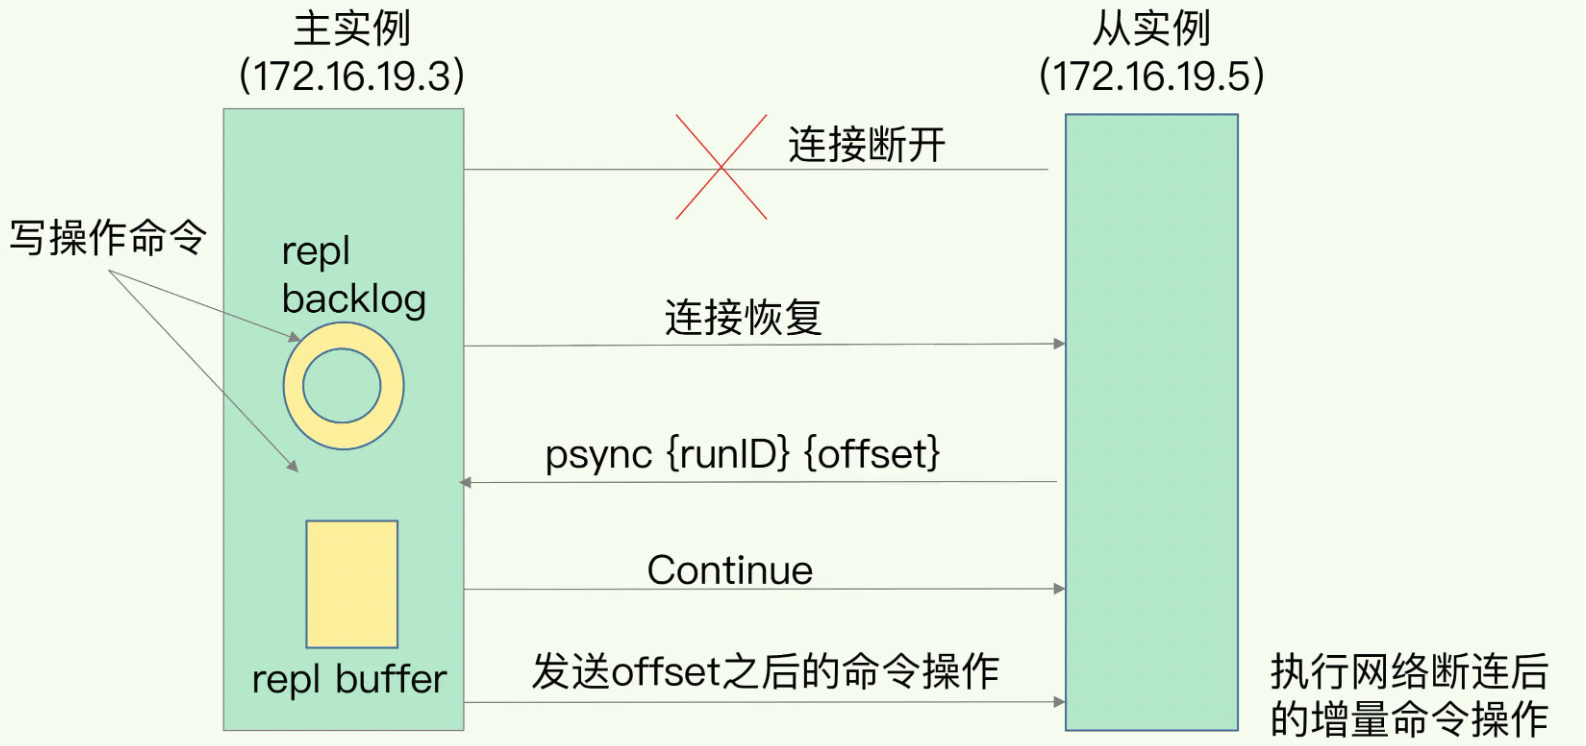 主实例
(172.16.19.3)
从实例
(172.16.19.5)
连接断开
写操作命令
repl
backlog
连接恢复
psync {runID} {offset}
Continue
repl buffer
发送offset之后的命令操作
执行网络断连后
的增量命令操作